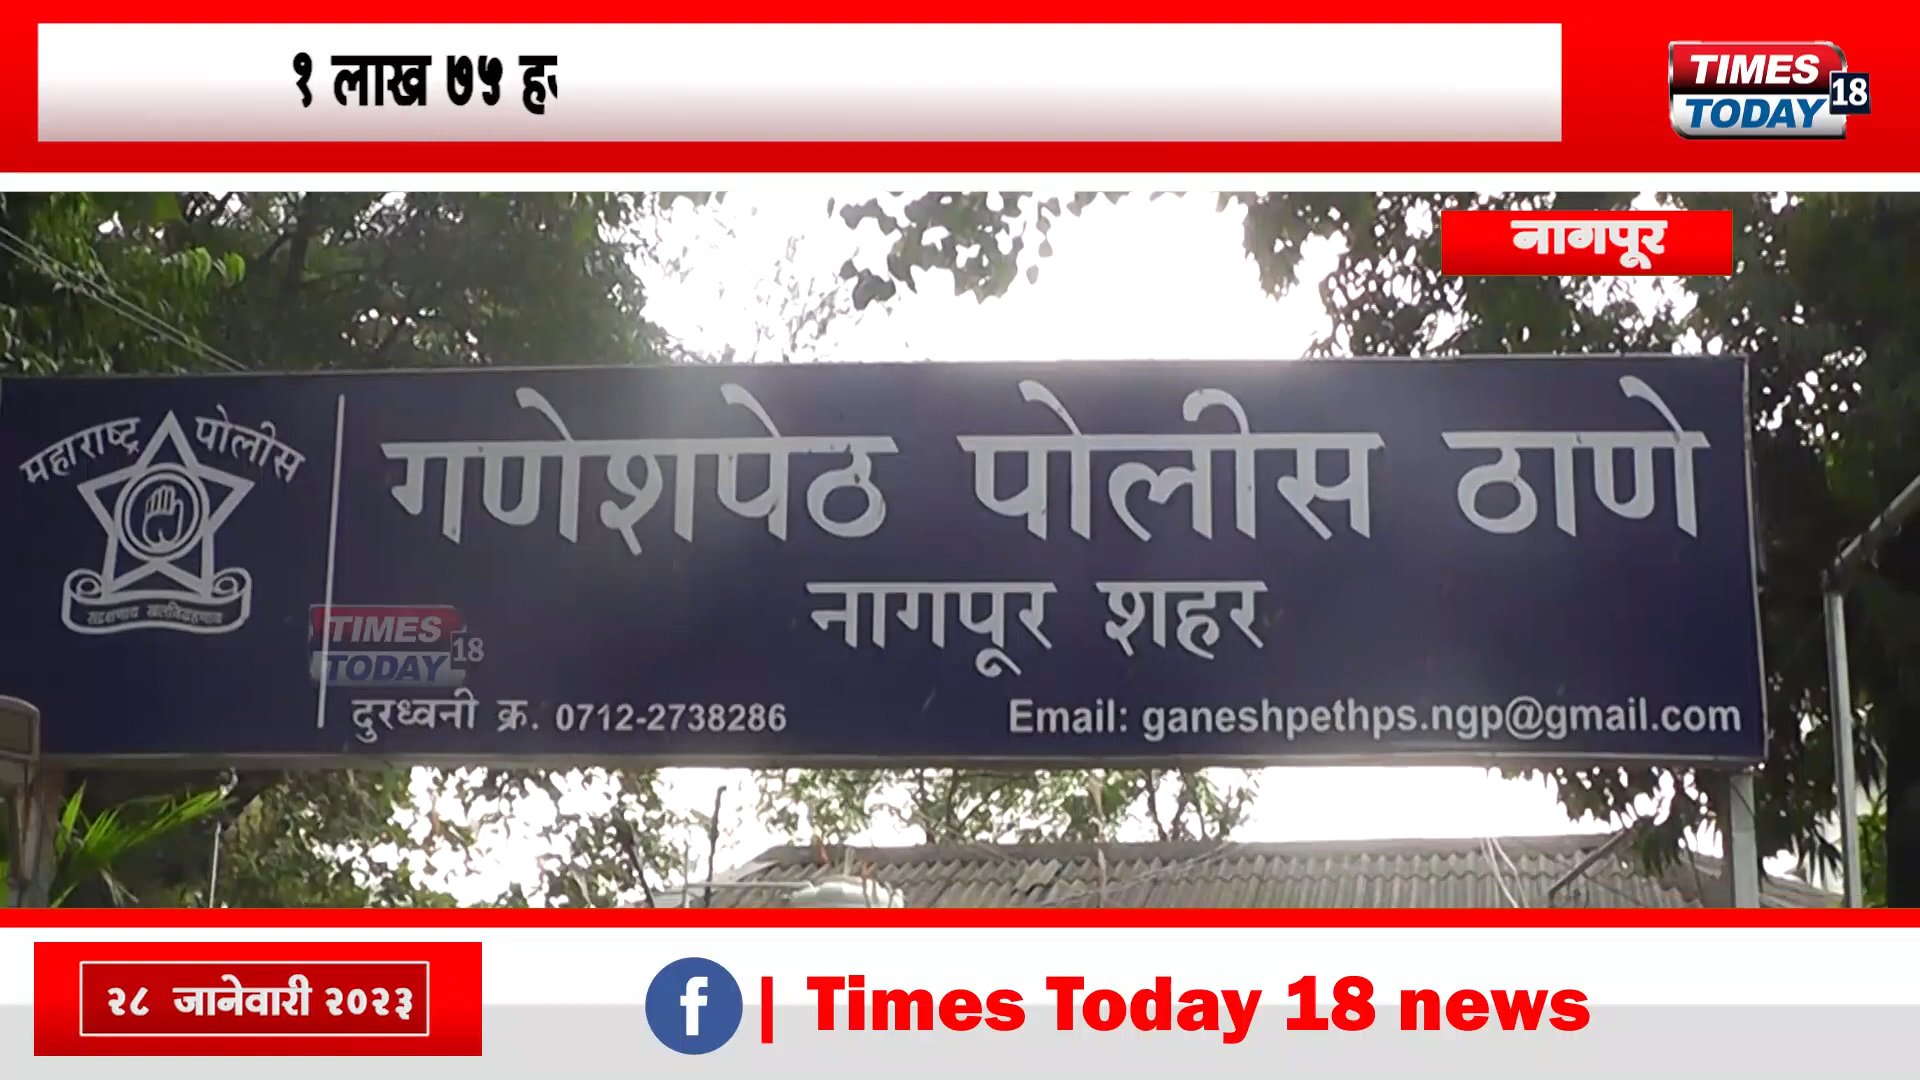 १ लाख ७५
TIMES
TODAY 18
नागपूर
महाराष्ट्र पोलीस
गणेशपेठ पोलीस ठाणे
नागपूर शहर
TIMES
TODAY 18
दुरध्वनी क्र. 0712-2738286
Email: ganeshpethps.ngp@gmail.com
२८ जानेवारी २०२३
f | Times Today 18 news